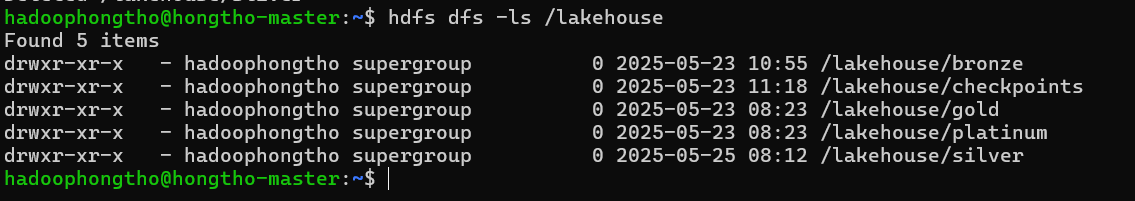 hadoophongtho@hongtho-master:~$ hdfs dfs -ls /lakehouse
Found 5 items
drwxr-xr-x   - hadoophongtho supergroup          0 2025-05-23 10:55 /lakehouse/bronze
drwxr-xr-x   - hadoophongtho supergroup          0 2025-05-23 11:18 /lakehouse/checkpoints
drwxr-xr-x   - hadoophongtho supergroup          0 2025-05-23 08:23 /lakehouse/gold
drwxr-xr-x   - hadoophongtho supergroup          0 2025-05-23 08:23 /lakehouse/platinum
drwxr-xr-x   - hadoophongtho supergroup          0 2025-05-25 08:12 /lakehouse/silver
hadoophongtho@hongtho-master:~$